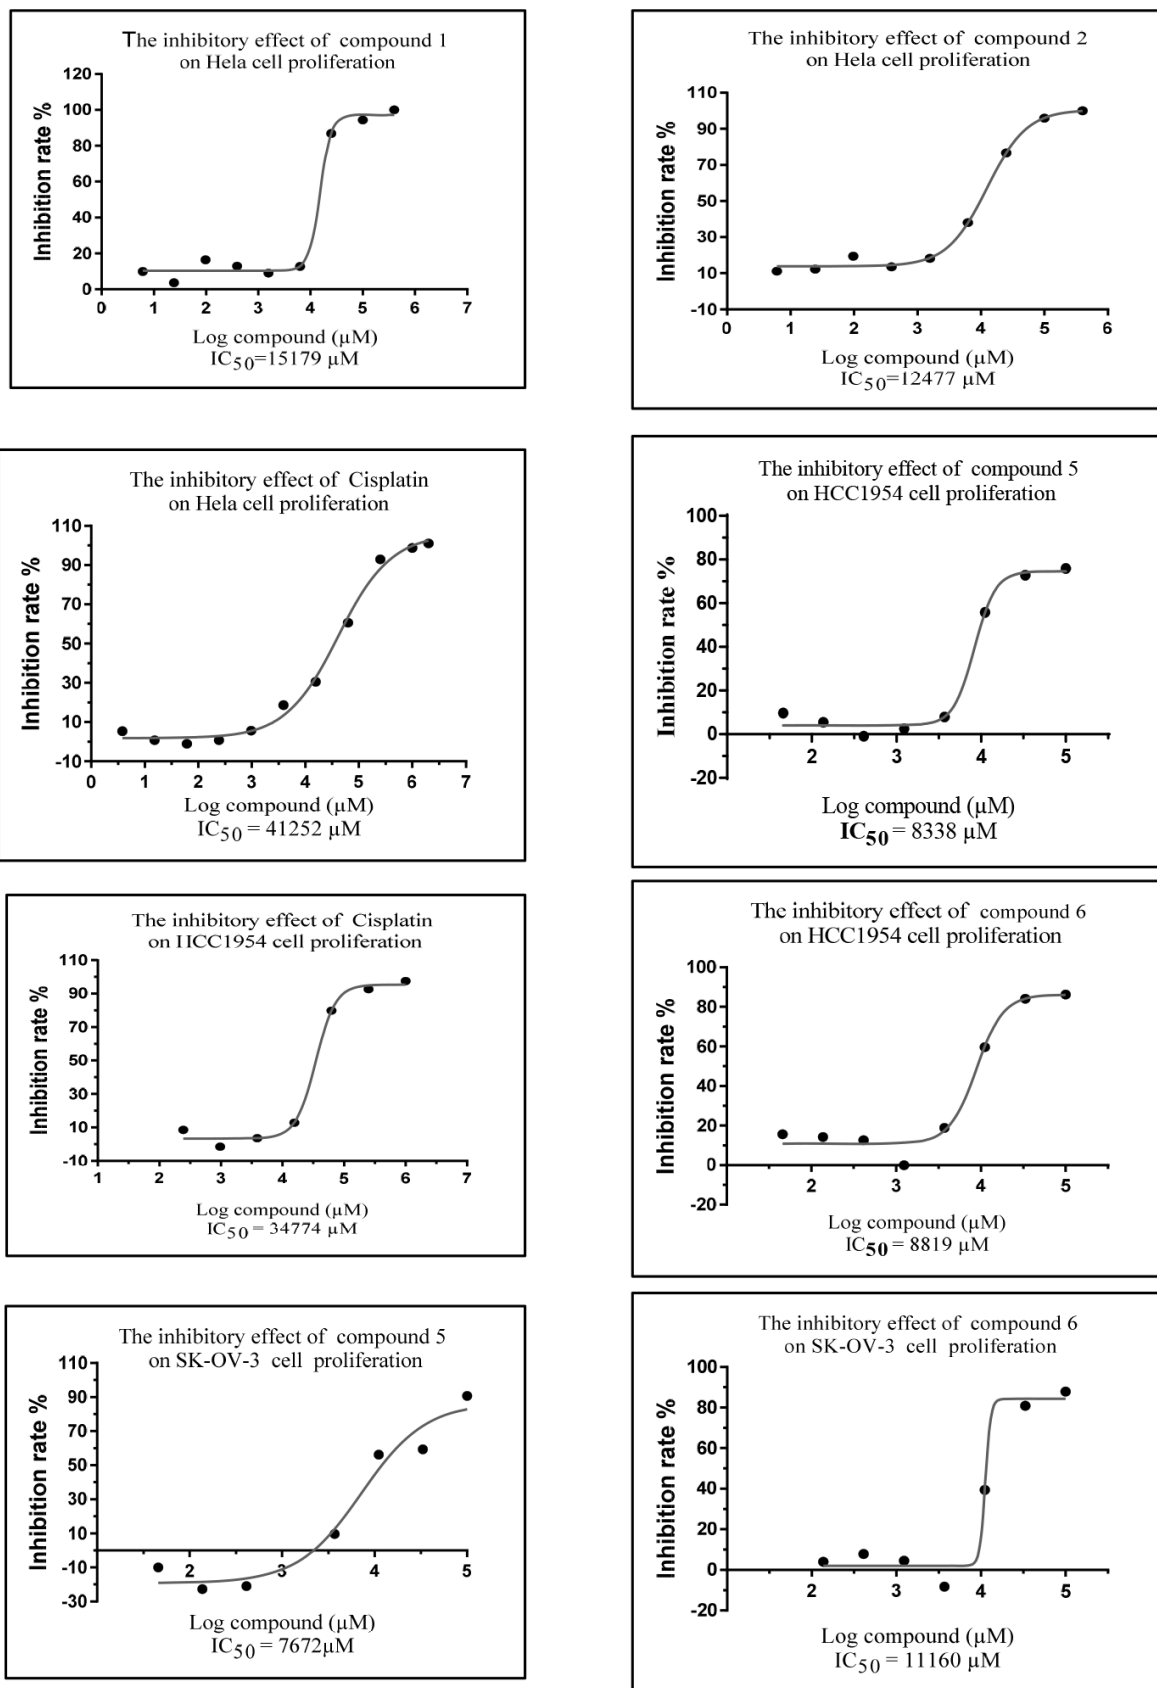 The inhibitory effect of compound 1
on Hela cell proliferation
Inhibition rate %
120
100
80
60
40
20
0
0 1 2 3 4 5 6 7
Log compound (µM)
IC50=15179 µM
The inhibitory effect of compound 2
on Hela cell proliferation
Inhibition rate %
110
90
70
50
30
10
-10
0 1 2 3 4 5 6
Log compound (µM)
IC50=12477 µM
The inhibitory effect of Cisplatin
on Hela cell proliferation
Inhibition rate %
110
90
70
50
30
10
-10
0 1 2 3 4 5 6 7
Log compound (µM)
IC50 = 41252 µM
The inhibitory effect of compound 5
on HCC1954 cell proliferation
Inhibition rate %
100
80
60
40
20
0
-20
2 3 4 5
Log compound (µM)
IC50 = 8338 µM
The inhibitory effect of Cisplatin
on HCC1954 cell proliferation
Inhibition rate %
110
90
70
50
30
10
-10
1 2 3 4 5 6 7
Log compound (µM)
IC50 = 34774 µM
The inhibitory effect of compound 6
on HCC1954 cell proliferation
Inhibition rate %
100
80
60
40
20
0
-20
2 3 4 5
Log compound (µM)
IC50 = 8819 µM
The inhibitory effect of compound 5
on SK-OV-3 cell proliferation
Inhibition rate %
110
90
70
50
30
10
-10
-30
2 3 4 5
Log compound (µM)
IC50 = 7672µM
The inhibitory effect of compound 6
on SK-OV-3 cell proliferation
Inhibition rate %
100
80
60
40
20
0
-20
2 3 4 5
Log compound (µM)
IC50 = 11160 µM